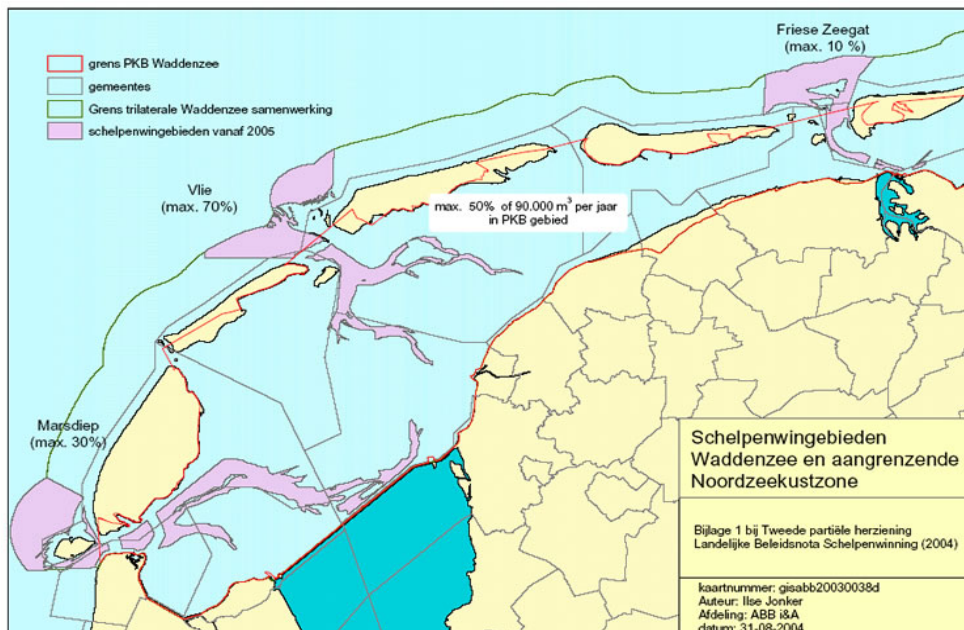 Friese Zeegat
(max. 10 %)
grens PKB Waddenzee
gemeentes
Grens trilaterale Waddenzee samenwerking
schelpenwingebieden vanaf 2005
Vlie
(max. 70%)
max. 50% of 90.000 m³ per jaar
in PKB gebied
Marsdiep
(max. 30%)
Schelpenwingebieden
Waddenzee en aangrenzende
Noordzeekustzone
Bijlage 1 bij Tweede partiële herziening
Landelijke Beleidsnota Schelpenwinning (2004)
kaartnummer: gisabb20030038d
Auteur: Ilse Jonker
Afdeling: ABB i&A
datum: 31-08-2004